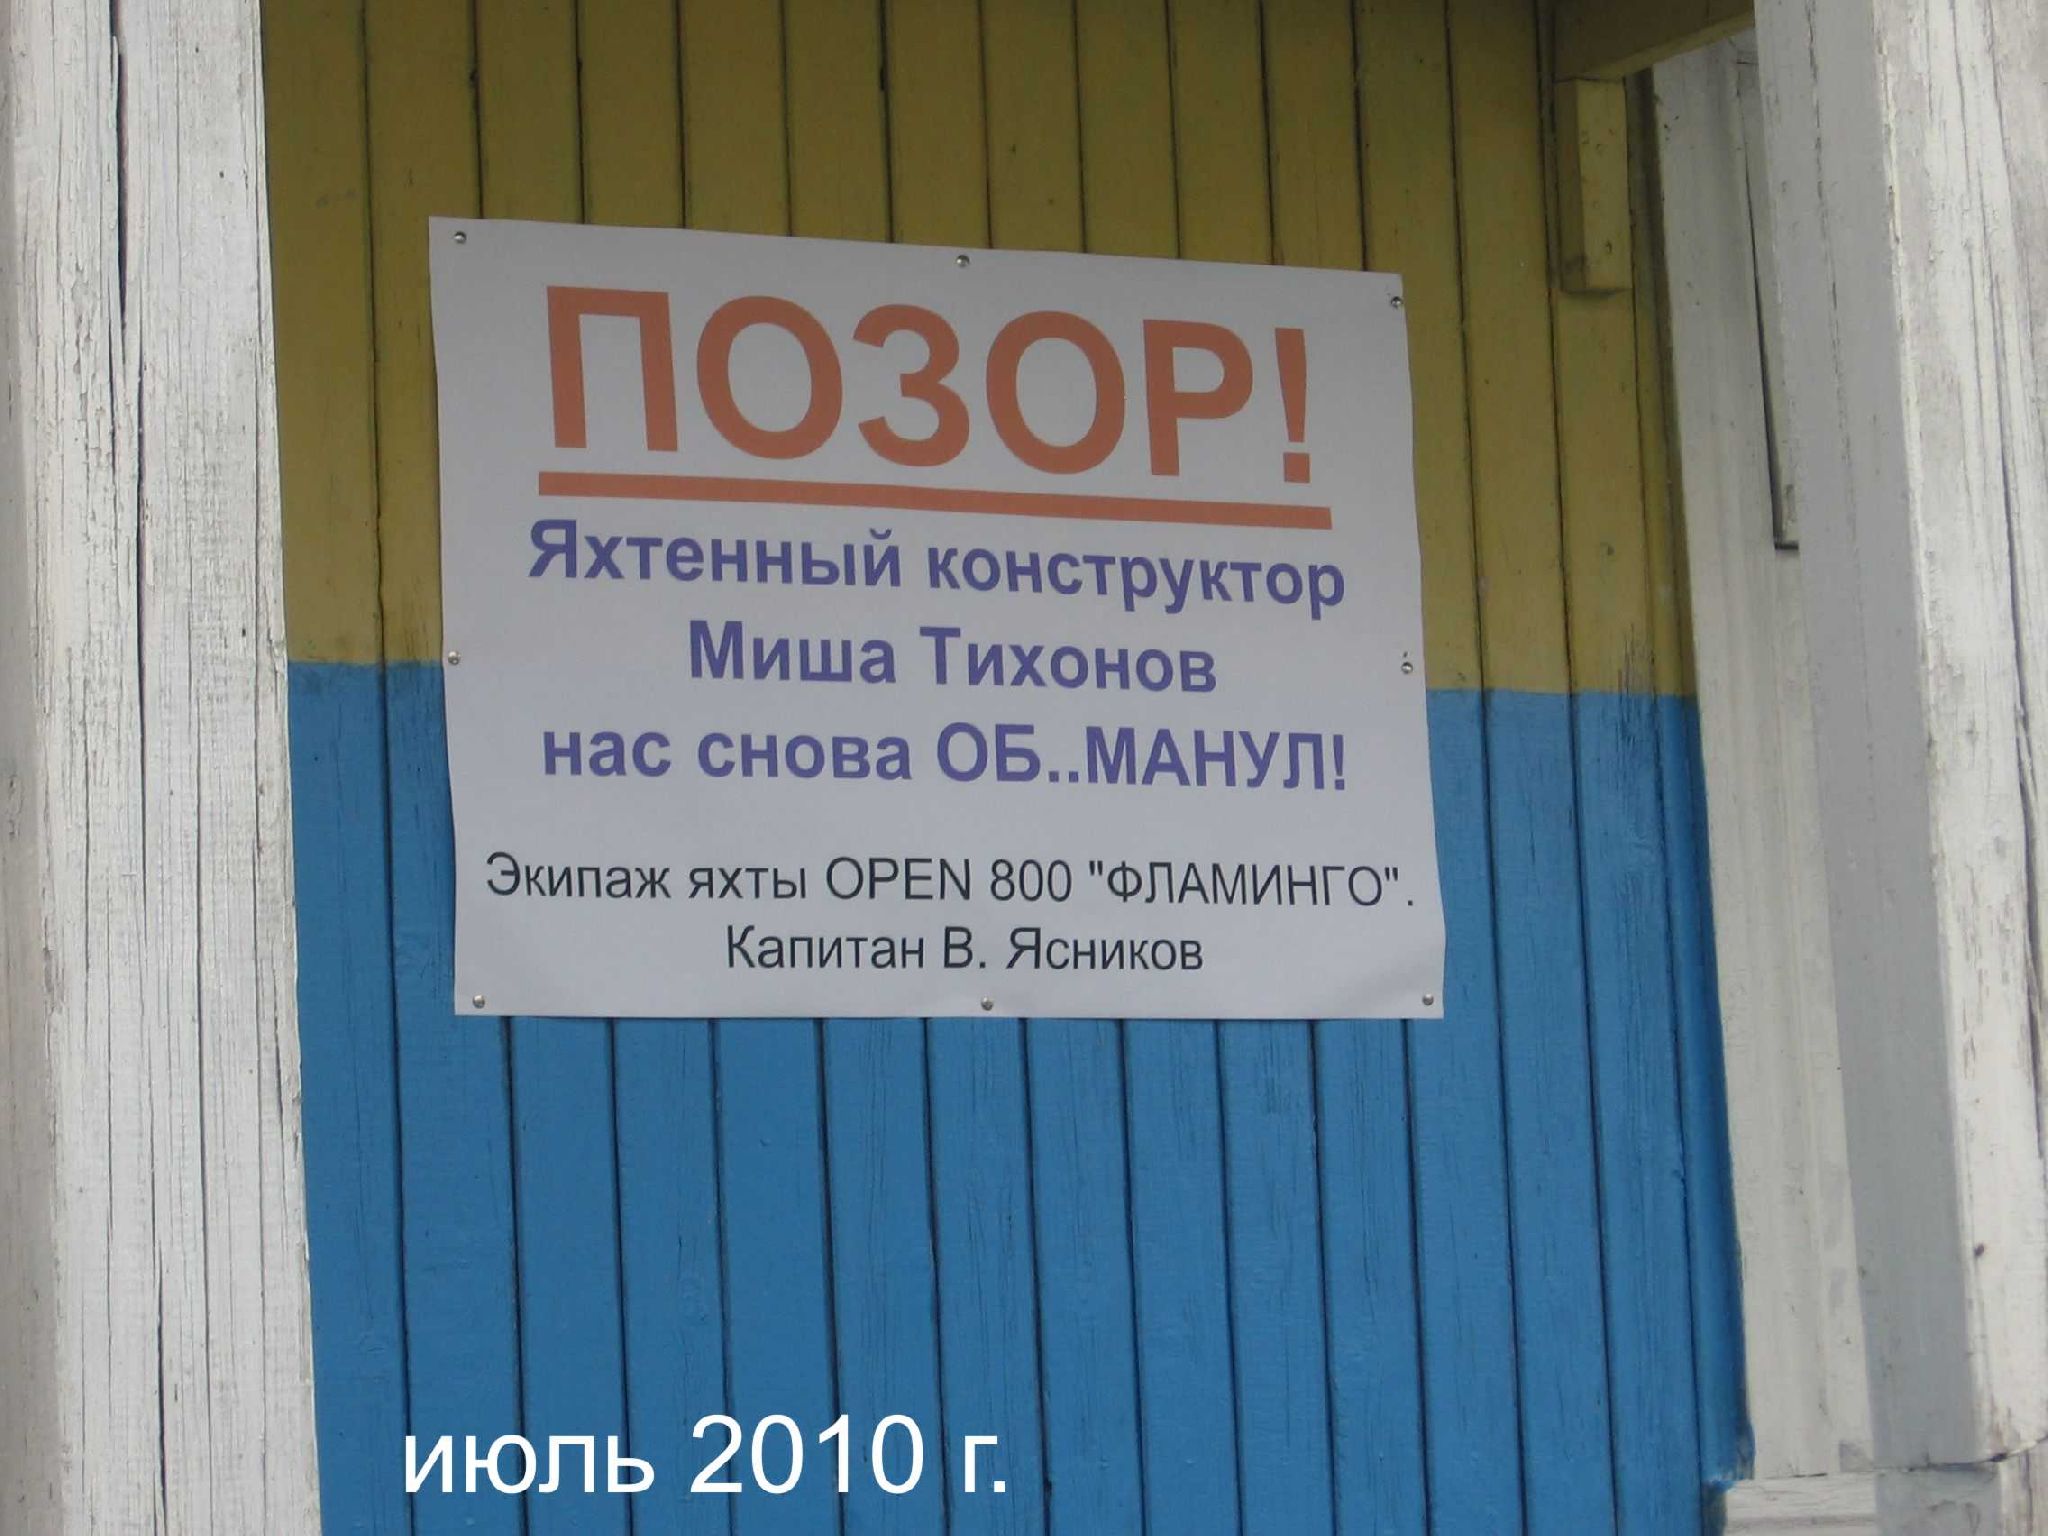 ПОЗОР!
Яхтенный конструктор
Миша Тихонов
нас снова ОБ..МАНУЛ!
Экипаж яхты OPEN 800 "ФЛАМИНГО".
Капитан В. Ясников
июль 2010 г.